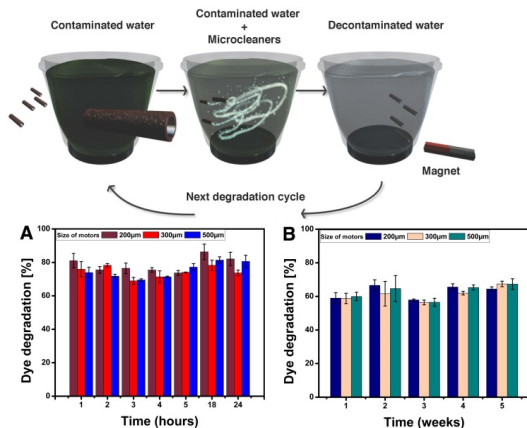 Contaminated water
Contaminated water
+
Microcleaners
Decontaminated water
Magnet
Next degradation cycle
A
Size of motors 200µm 300µm 500µm
Dye degradation [%]
100
80
60
40
20
0
1 2 3 4 5 18 24
Time (hours)
B
Size of motors 200µm 300µm 500µm
Dye degradation [%]
100
80
60
40
20
0
1 2 3 4 5
Time (weeks)